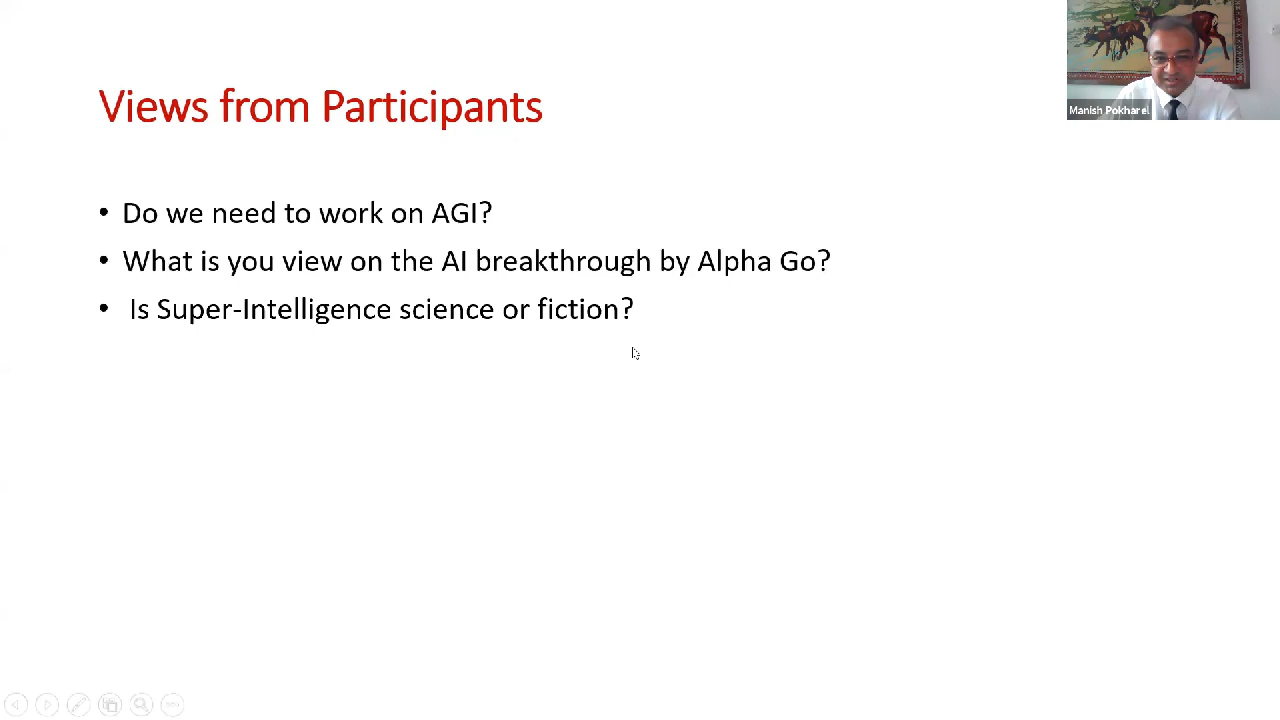 Views from Participants
Manish Pokharel
• Do we need to work on AGI?
• What is you view on the AI breakthrough by Alpha Go?
• Is Super-Intelligence science or fiction?